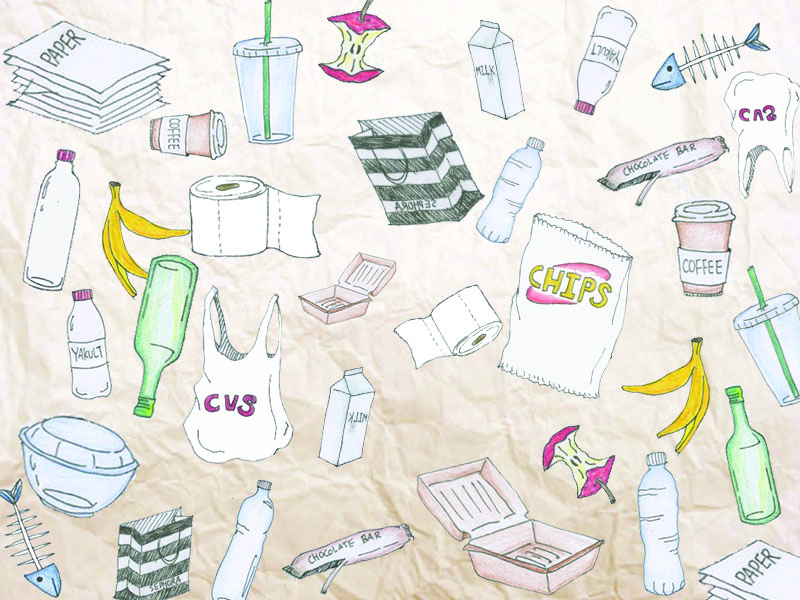 PAPER
MILK
YAKULT
CVS
COFFEE
SEPHORA
CHOCOLATE BAR
COFFEE
CHIPS
YAKULT
CVS
MILK
CHOCOLATE BAR
SEPHORA
PAPER